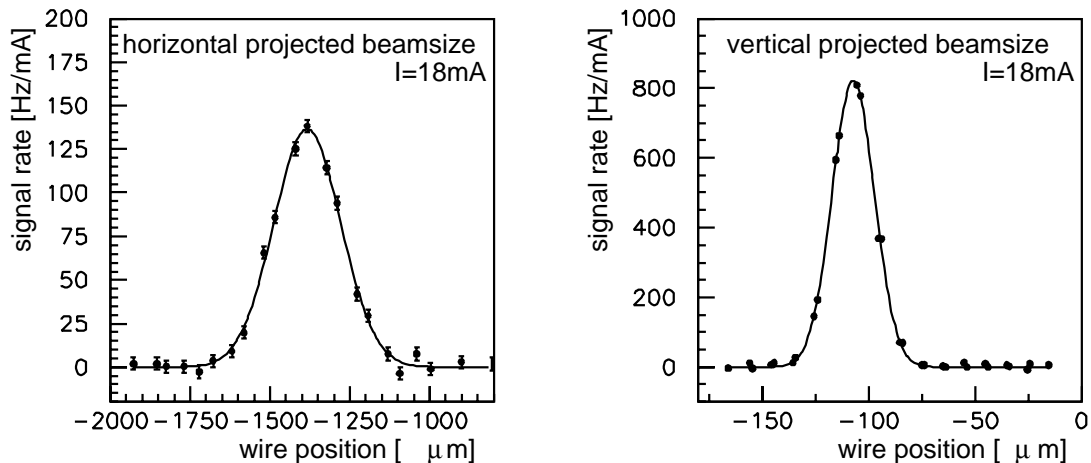 200
175
150
125
100
75
50
25
0
signal rate [Hz/mA]
horizontal projected beamsize
I=18mA
−2000 −1750 −1500 −1250 −1000
wire position [ μm]
1000
800
600
400
200
0
signal rate [Hz/mA]
vertical projected beamsize
I=18mA
−150 −100 −50 0
wire position [ μm]